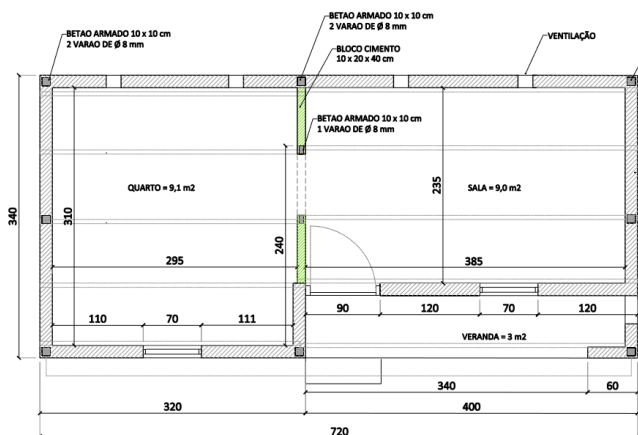 BETAO ARMADO 10 x 10 cm
2 VARAO DE Ø 8 mm
BETAO ARMADO 10 x 10 cm
2 VARAO DE Ø 8 mm
BLOCO CIMENTO
10 x 20 x 40 cm
VENTILAÇÃO
BETAO ARMADO 10 x 10 cm
1 VARAO DE Ø 8 mm
QUARTO = 9,1 m2
SALA = 9,0 m2
340
310
240
235
295
385
110
70
111
90
120
70
120
VERANDA = 3 m2
340
60
320
400
720